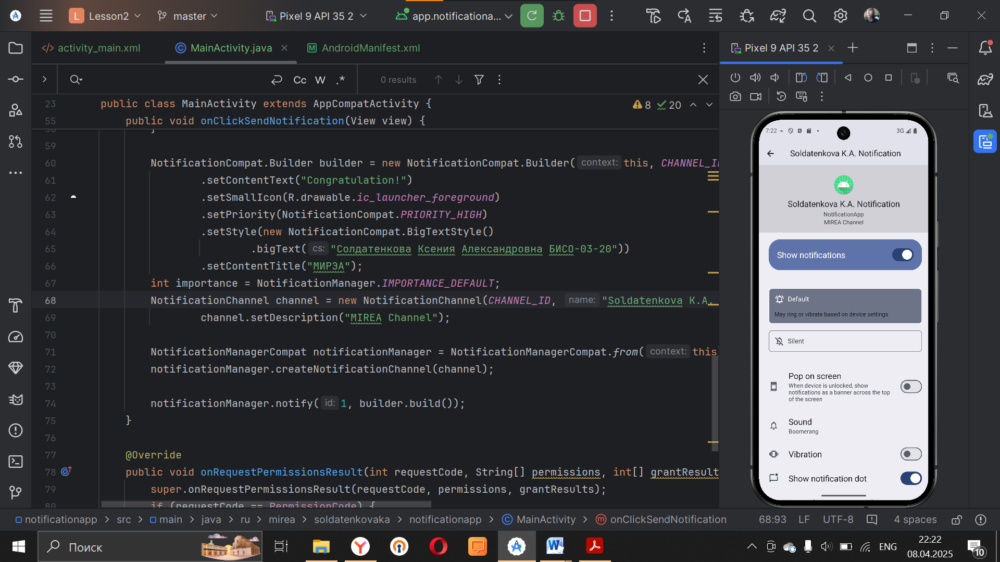 L Lesson2
master
Pixel 9 API 35 2
app.notificationa...
activity_main.xml
MainActivity.java
AndroidManifest.xml
Pixel 9 API 35 2
Cc W .*
0 results
23 public class MainActivity extends AppCompatActivity {
8 20
55 public void onClickSendNotification(View view) {
58 }
59
60 NotificationCompat.Builder builder = new NotificationCompat.Builder( context: this, CHANNEL_ID
61 .setContentText("Congratulation!")
62 .setSmallIcon(R.drawable.ic_launcher_foreground)
63 .setPriority(NotificationCompat.PRIORITY_HIGH)
64 .setStyle(new NotificationCompat.BigTextStyle()
65 .bigText( cs: "Солдатенкова Ксения Александровна БИСО-03-20"))
66 .setContentTitle("МИРЭА");
67 int importance = NotificationManager.IMPORTANCE_DEFAULT;
68 NotificationChannel channel = new NotificationChannel(CHANNEL_ID, name: "Soldatenkova K.A.
69 channel.setDescription("MIREA Channel");
70
71 NotificationManagerCompat notificationManager = NotificationManagerCompat.from( context: this)
72 notificationManager.createNotificationChannel(channel);
73
74 notificationManager.notify( id: 1, builder.build());
75 }
76
77 @Override
78 public void onRequestPermissionsResult(int requestCode, String[] permissions, int[] grantResult
79 super.onRequestPermissionsResult(requestCode, permissions, grantResults);
80 if (requestCode == PermissionCode) {
7:22
3G
Soldatenkova K.A. Notification
Soldatenkova K.A. Notification
NotificationApp
MIREA Channel
Show notifications
Default
May ring or vibrate based on device settings
Silent
Pop on screen
When device is unlocked, show
notifications as a banner across the top
of the screen
Sound
Boomerang
Vibration
Show notification dot
notificationapp > src > main > java > ru > mirea > soldatenkovaka > notificationapp > MainActivity > onClickSendNotification
68:93 LF UTF-8 4 spaces
Поиск
ENG
22:22
08.04.2025
10